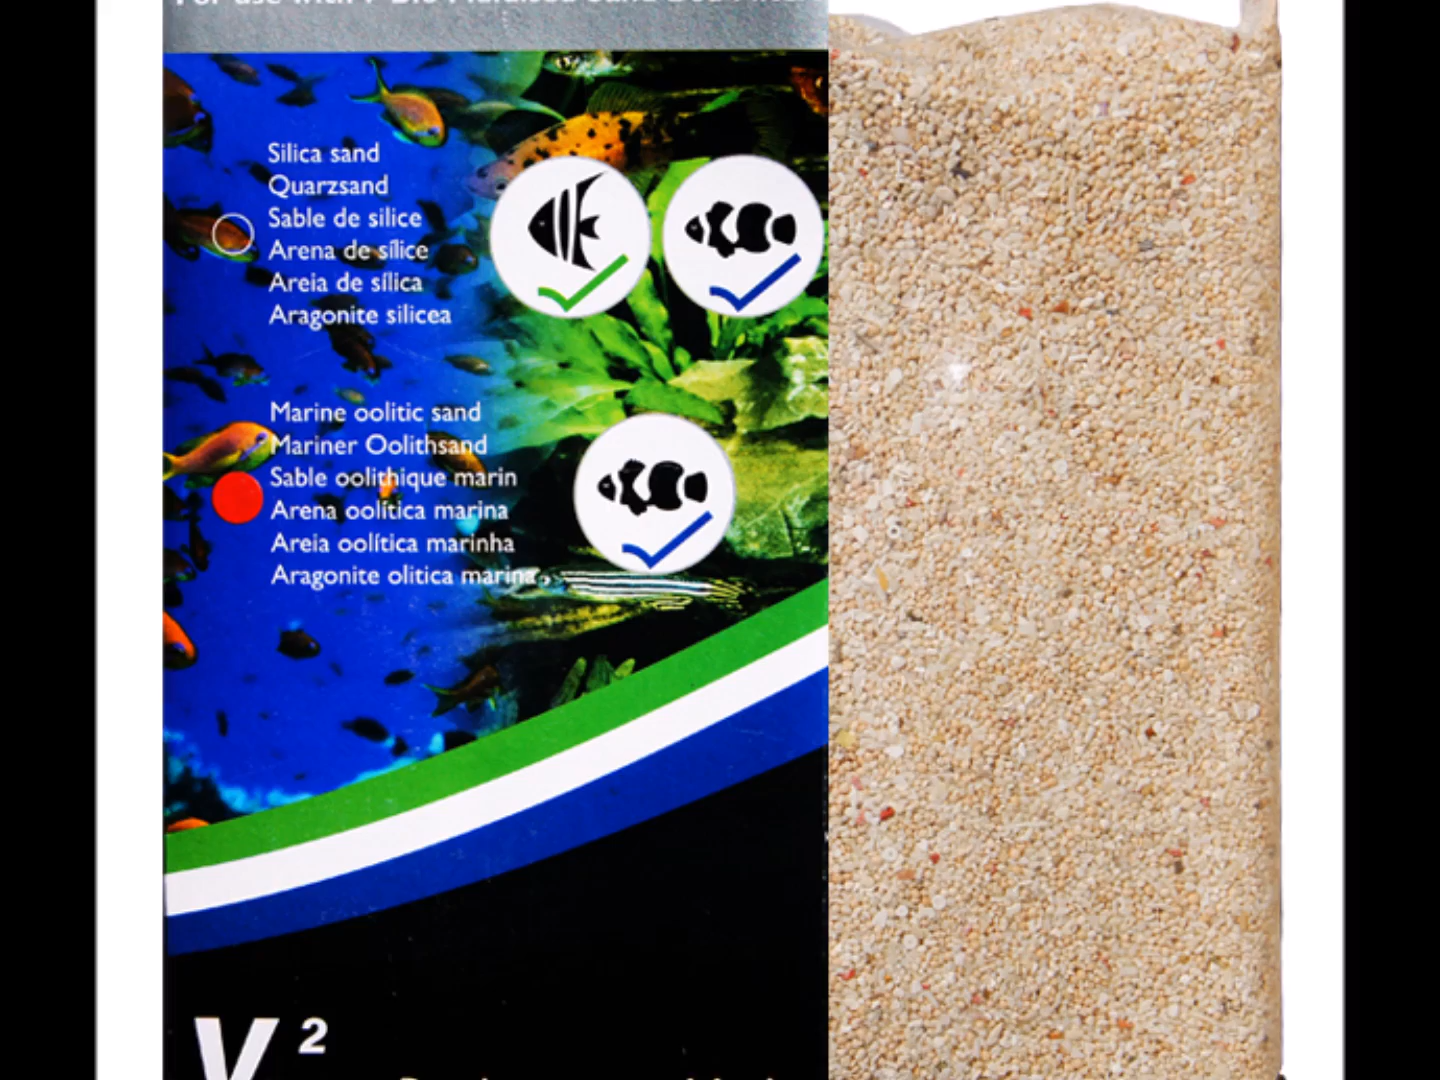 Silica sand
Quarzsand
Sable de silice
Arena de sílice
Areia de sílica
Aragonite silicea
Marine oolitic sand
Mariner Oolithsand
Sable oolithique marin
Arena oolítica marina
Areia oolítica marinha
Aragonite olitica marina
V²